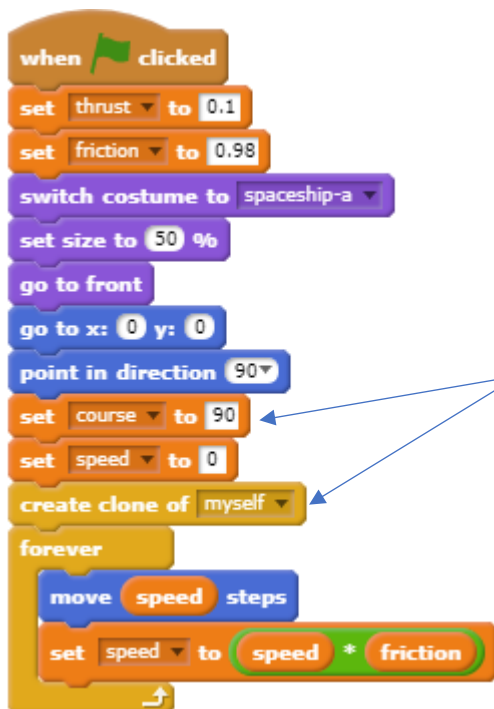 when clicked
set thrust to 0.1
set friction to 0.98
switch costume to spaceship-a
set size to 50 %
go to front
go to x: 0 y: 0
point in direction 90
set course to 90
set speed to 0
create clone of myself
forever
move speed steps
set speed to speed * friction